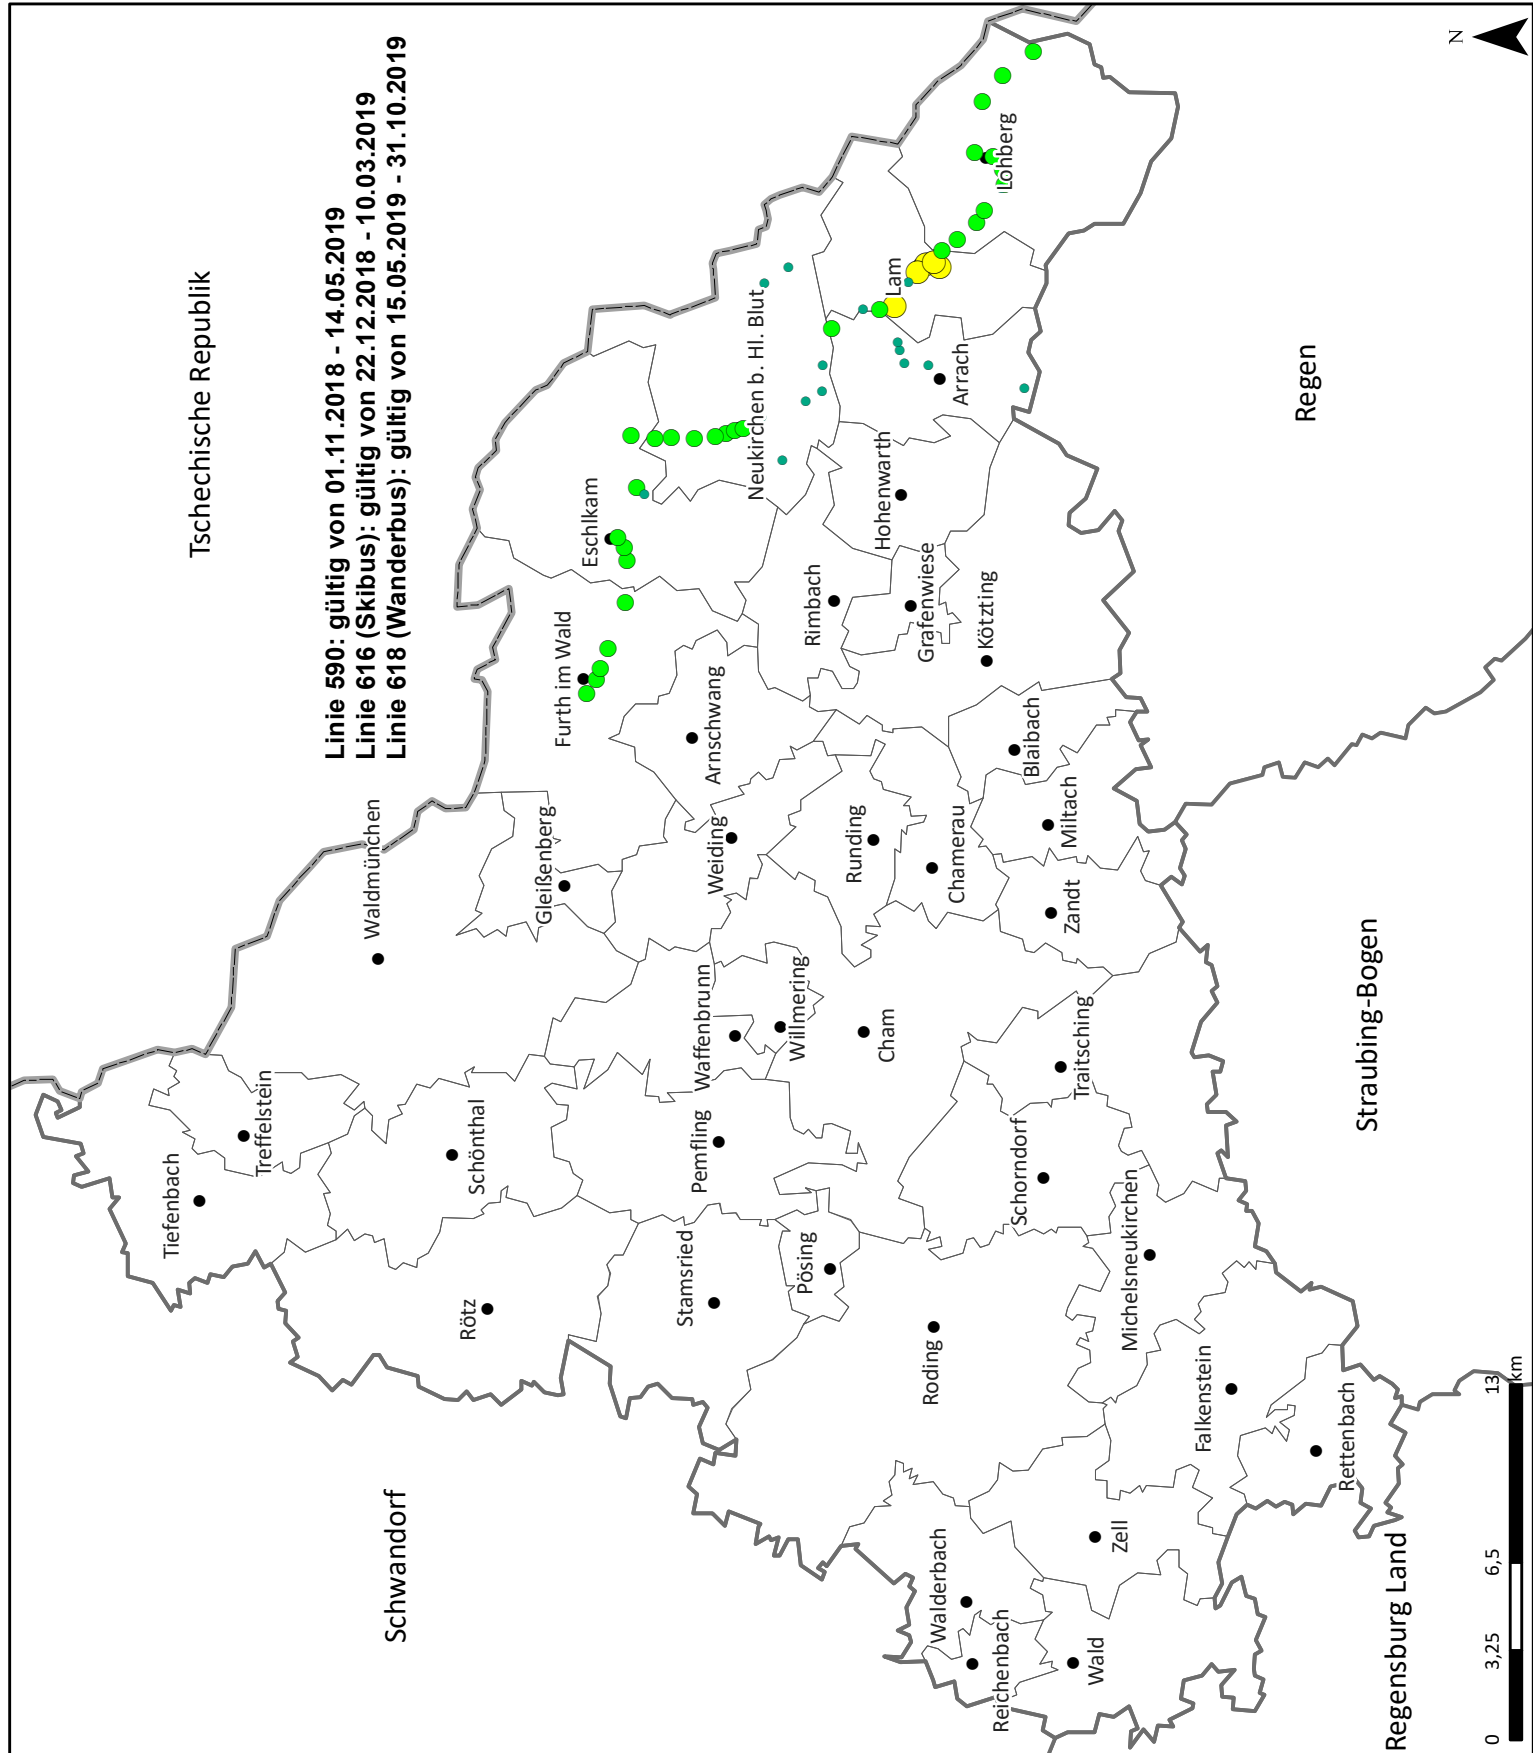 Tschechische Republik
Linie 590: gültig von 01.11.2018 - 14.05.2019
Linie 616 (Skibus): gültig von 22.12.2018 - 10.03.2019
Linie 618 (Wanderbus): gültig von 15.05.2019 - 31.10.2019
Schwandorf
Tiefenbach
Treffelstein
Waldmünchen
Schönthal
Rötz
Gleißenberg
Furth im Wald
Eschlkam
Neukirchen b. Hl. Blut
Arnschwang
Weiding
Waffenbrunn
Willmering
Pemfling
Stamsried
Pösing
Cham
Runding
Chamerau
Rimbach
Hohenwarth
Grafenwiese
Kötzting
Lam
Arrach
Lohberg
Blaibach
Miltach
Zandt
Traitsching
Schorndorf
Michelsneukirchen
Roding
Falkenstein
Rettenbach
Zell
Walderbach
Reichenbach
Wald
Regensburg Land
Straubing-Bogen
Regen
N
0 3,25 6,5 13
km